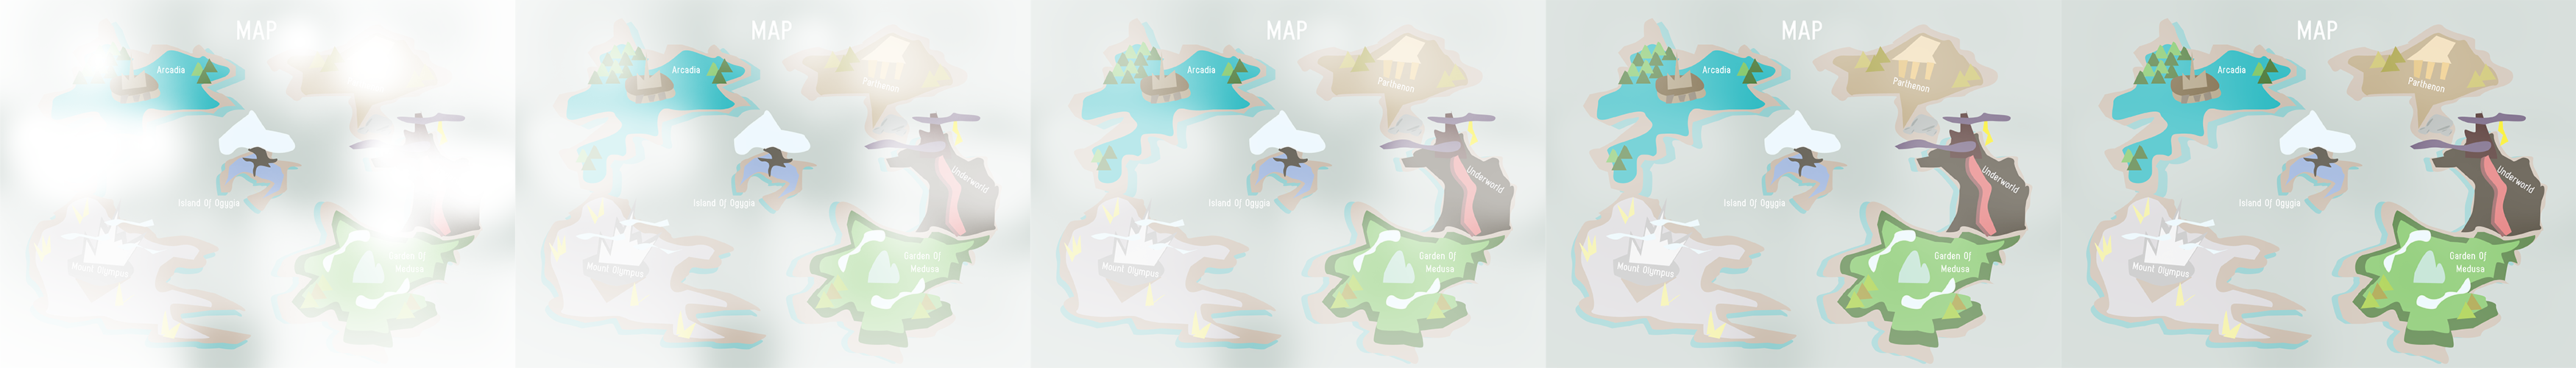 MAP
Arcadia
Island Of Ogygia
Mount Olympus
Garden Of
Medusa
MAP
Arcadia
Parthenon
Underworld
Island Of Ogygia
Mount Olympus
Garden Of
Medusa
MAP
Arcadia
Parthenon
Underworld
Island Of Ogygia
Mount Olympus
Garden Of
Medusa
MAP
Arcadia
Parthenon
Underworld
Island Of Ogygia
Mount Olympus
Garden Of
Medusa
MAP
Arcadia
Parthenon
Underworld
Island Of Ogygia
Mount Olympus
Garden Of
Medusa